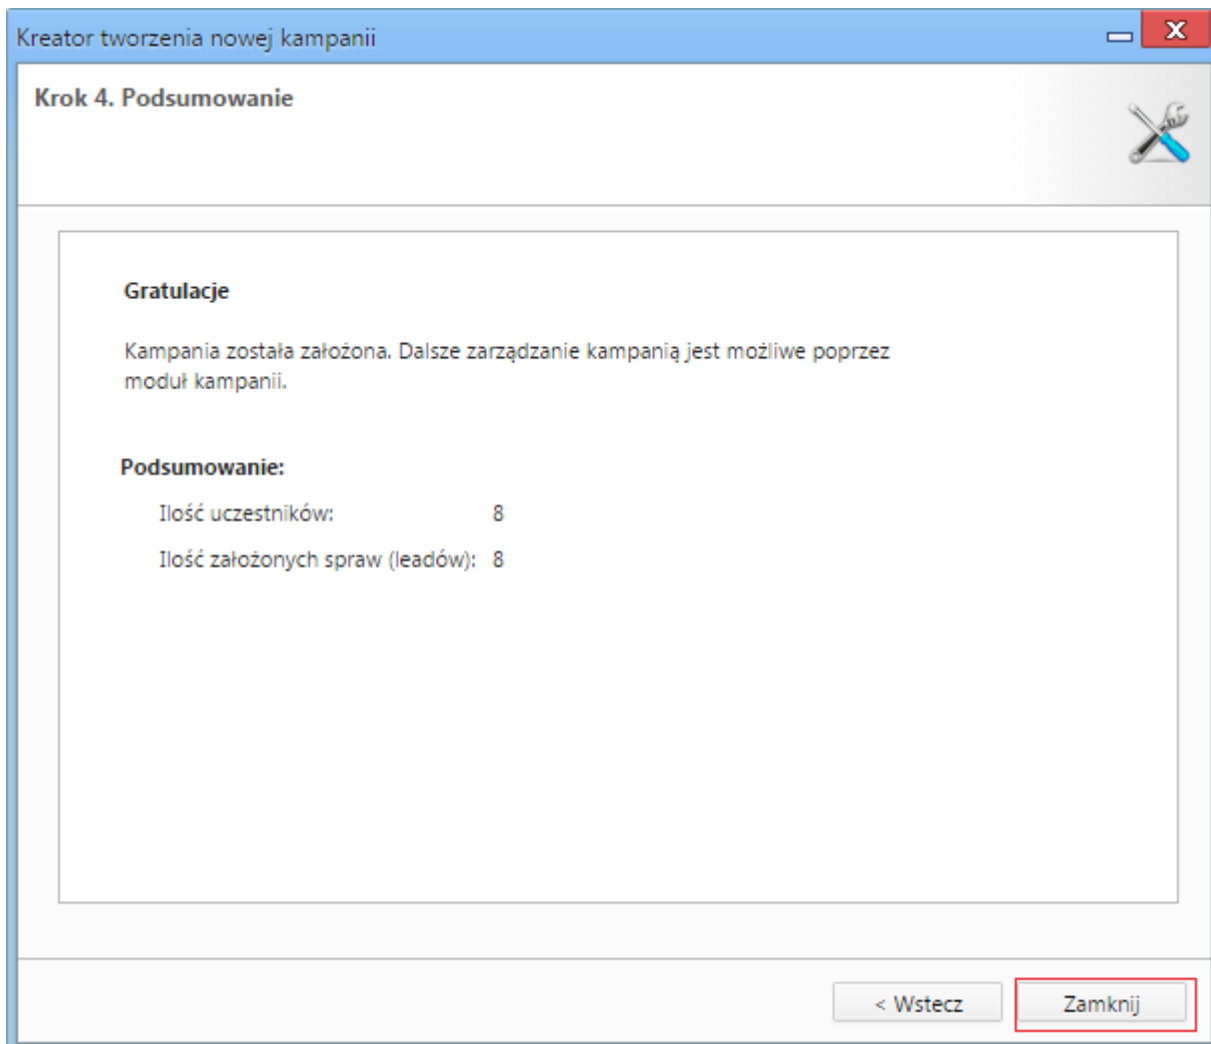 Kreator tworzenia nowej kampanii
X
Krok 4. Podsumowanie
Gratulacje
Kampania została założona. Dalsze zarządzanie kampanią jest możliwe poprzez
moduł kampanii.
Podsumowanie:
Ilość uczestników: 8
Ilość założonych spraw (leadów): 8
< Wstecz Zamknij